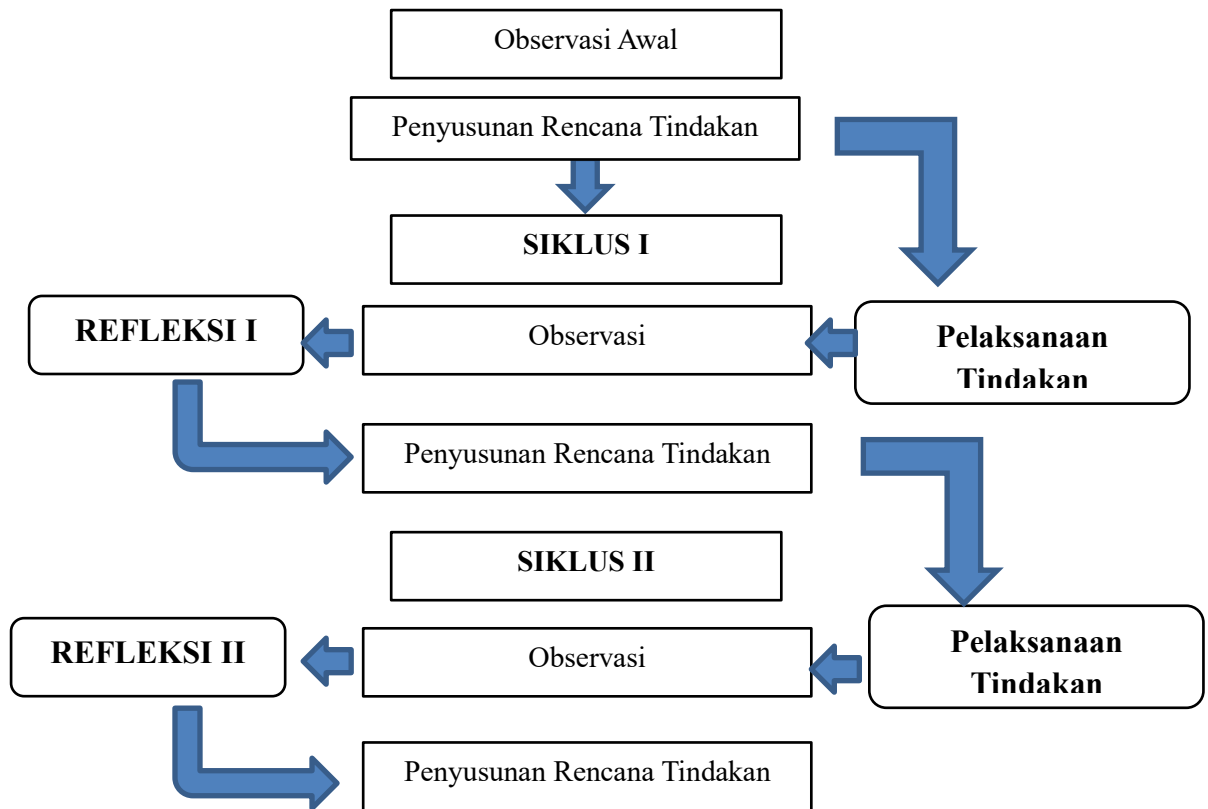 Observasi Awal
Penyusunan Rencana Tindakan
SIKLUS I
REFLEKSI I
Observasi
Pelaksanaan
Tindakan
Penyusunan Rencana Tindakan
SIKLUS II
REFLEKSI II
Observasi
Pelaksanaan
Tindakan
Penyusunan Rencana Tindakan